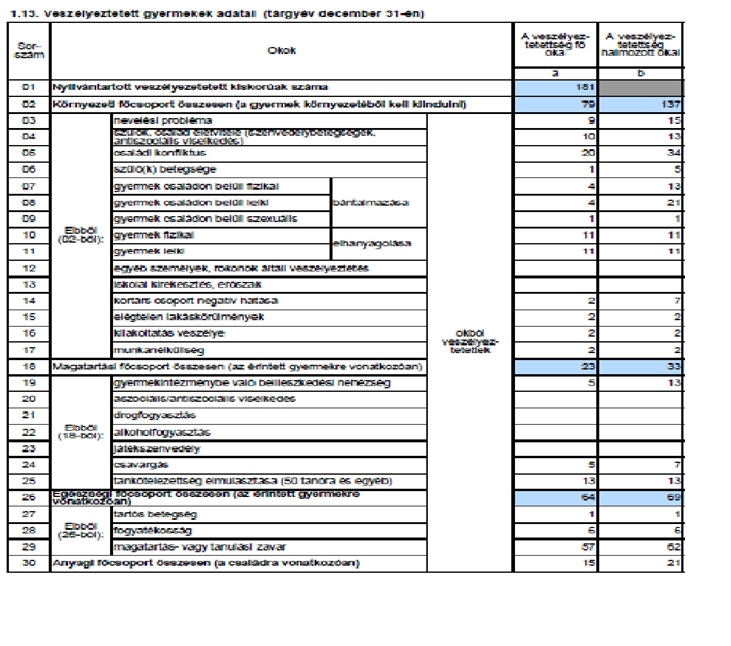 1.13. Veszélyeztetett gyermekek adatai (tárgyév december 31-én)
Sor-szám Okok A veszélyez-tetettség fő oka A veszélyez-tetettség halmozott okai
a b
01 Nyilvántartott veszélyeztetett kiskorúak száma 181
02 Környezeti főcsoport összesen (a gyermek környezetéből kell kiindulni) 79 137
03 nevelési probléma 9 15
04 szülők, család életvitele (szenvedélybetegségek, antiszociális viselkedés) 10 13
05 családi konfliktus 20 34
06 szülő(k) betegsége 1 5
07 gyermek családon belüli fizikai 4 13
08 gyermek családon belüli lelki bántalmazása 4 21
09 gyermek családon belüli szexuális 1 1
Ebből (02-ből):
10 gyermek fizikai 11 11
elhanyagolása
11 gyermek lelki 11 11
12 egyéb személyek, rokonok általi veszélyeztetés
13 iskolai kirekesztés, erőszak
14 kortárs csoport negatív hatása 2 7
15 elégtelen lakáskörülmények 2 2
16 kilakoltatás veszélye 2 2
okból veszélyez-tetettek
17 munkanélküliség 2 2
18 Magatartási főcsoport összesen (az érintett gyermekre vonatkozóan) 23 33
19 gyermekintézménybe való beilleszkedési nehézség 5 13
20 aszociális/antiszociális viselkedés
21 drogfogyasztás
Ebből (18-ból):
22 alkoholfogyasztás
23 játékszenvedély
24 csavargás 5 7
25 tankötelezettség elmulasztása (50 tanóra és egyéb) 13 13
26 Egészségi főcsoport összesen (az érintett gyermekre vonatkozóan) 64 69
27 tartós betegség 1 1
Ebből (26-ból):
28 fogyatékosság 6 6
29 magatartás- vagy tanulási zavar 57 62
30 Anyagi főcsoport összesen (a családra vonatkozóan) 15 21